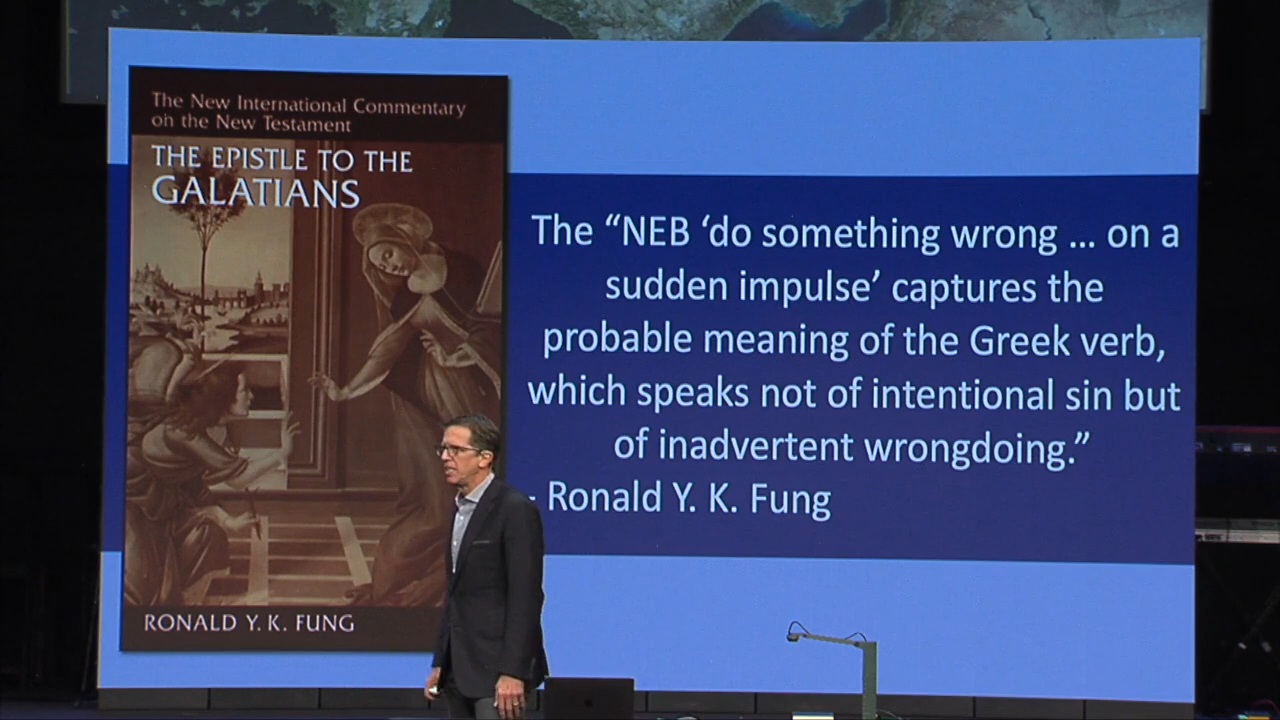 The New International Commentary
on the New Testament
THE EPISTLE TO THE
GALATIANS
RONALD Y. K. FUNG
The “NEB ‘do something wrong ... on a
sudden impulse’ captures the
probable meaning of the Greek verb,
which speaks not of intentional sin but
of inadvertent wrongdoing.”
- Ronald Y. K. Fung